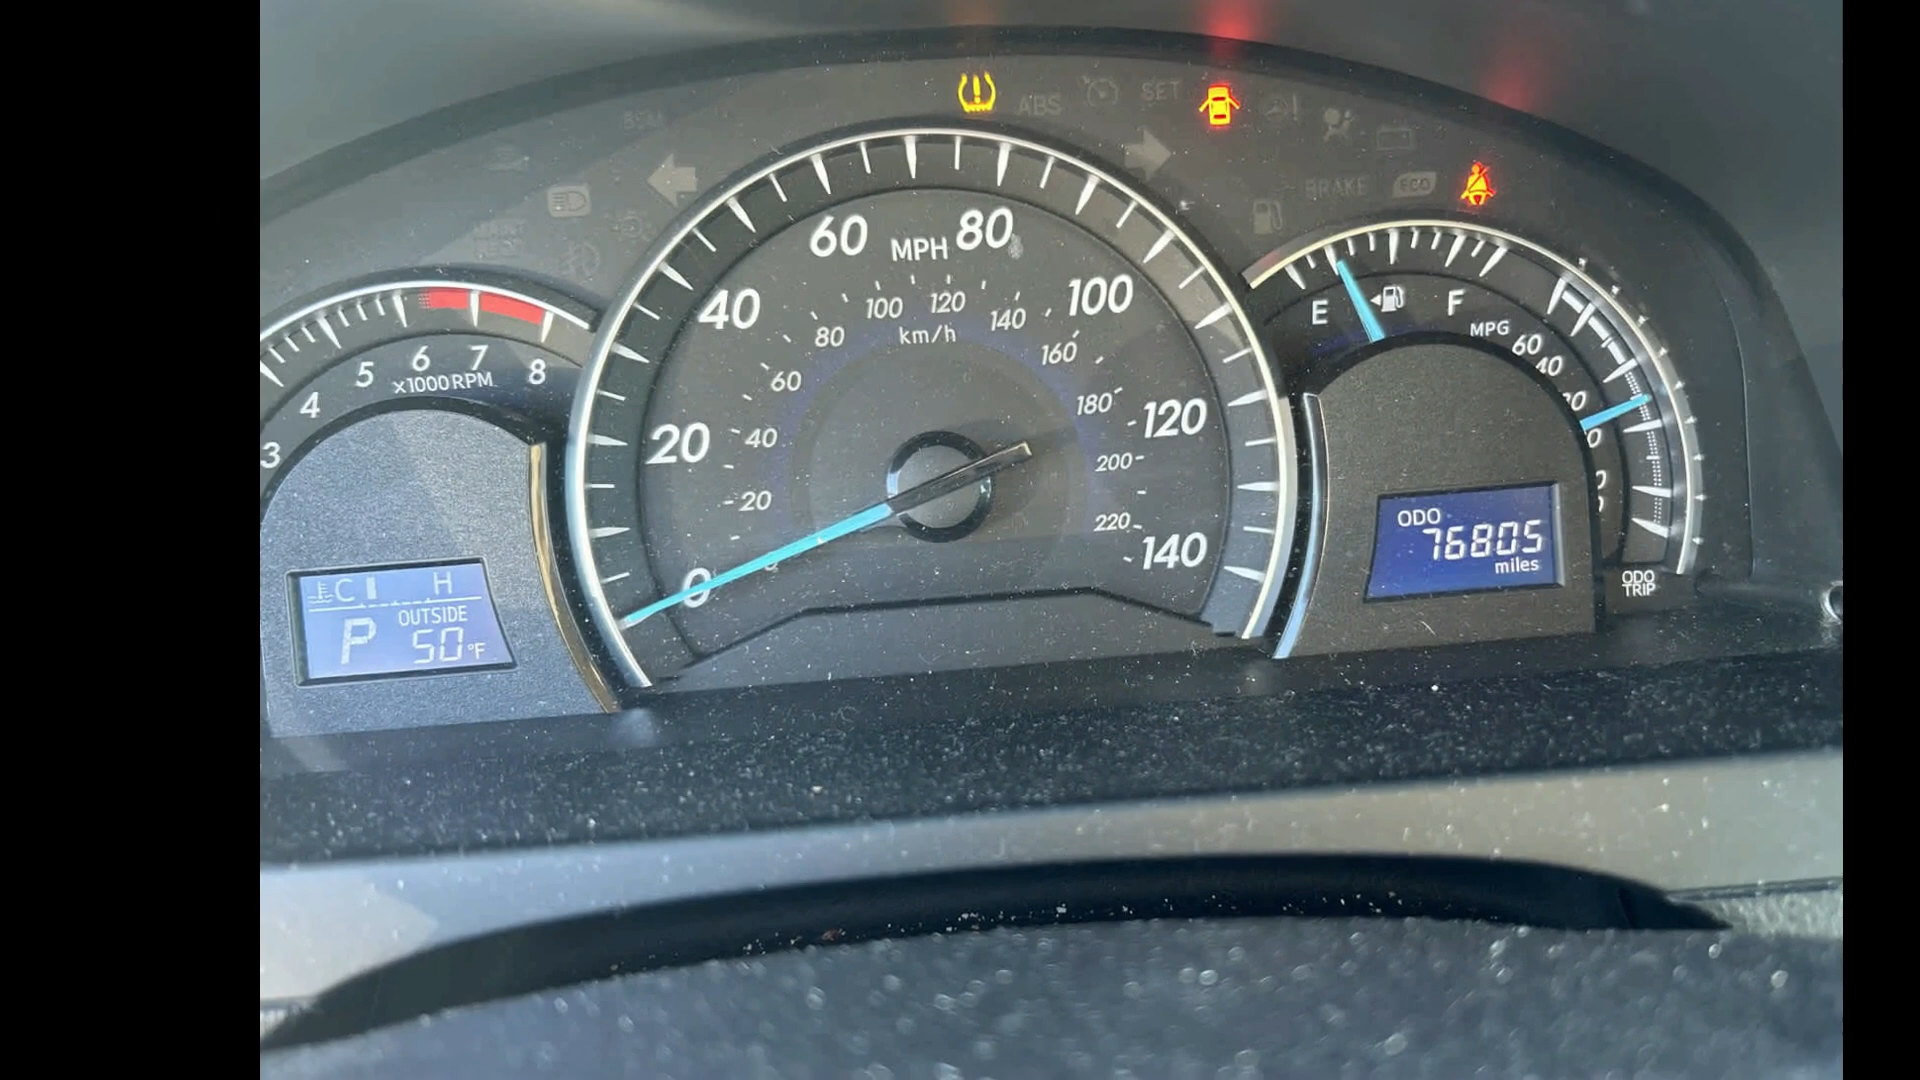 ABS
SET
BRAKE
ECO
60
MPH
80
40
100
20
120
0
140
80
100
120
140
km/h
60
160
40
180
20
200
220
3
4
5
6
7
8
x1000 RPM
C
H
OUTSIDE
P
50°F
E
F
MPG
60
40
ODO
76805
miles
ODO
TRIP